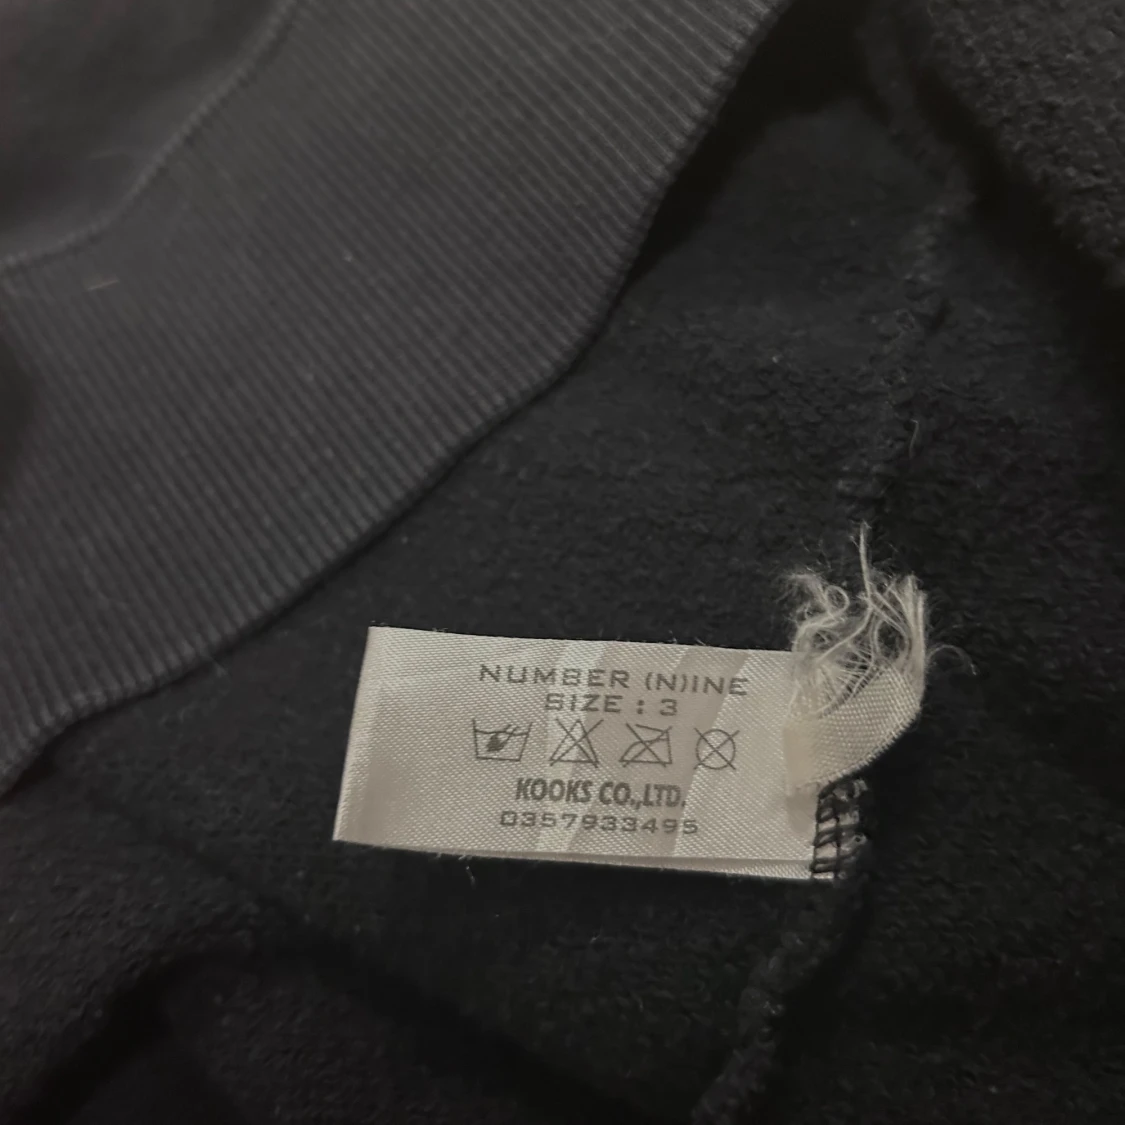 NUMBER (N)INE
SIZE : 3
KOOKS CO.,LTD.
0357933495